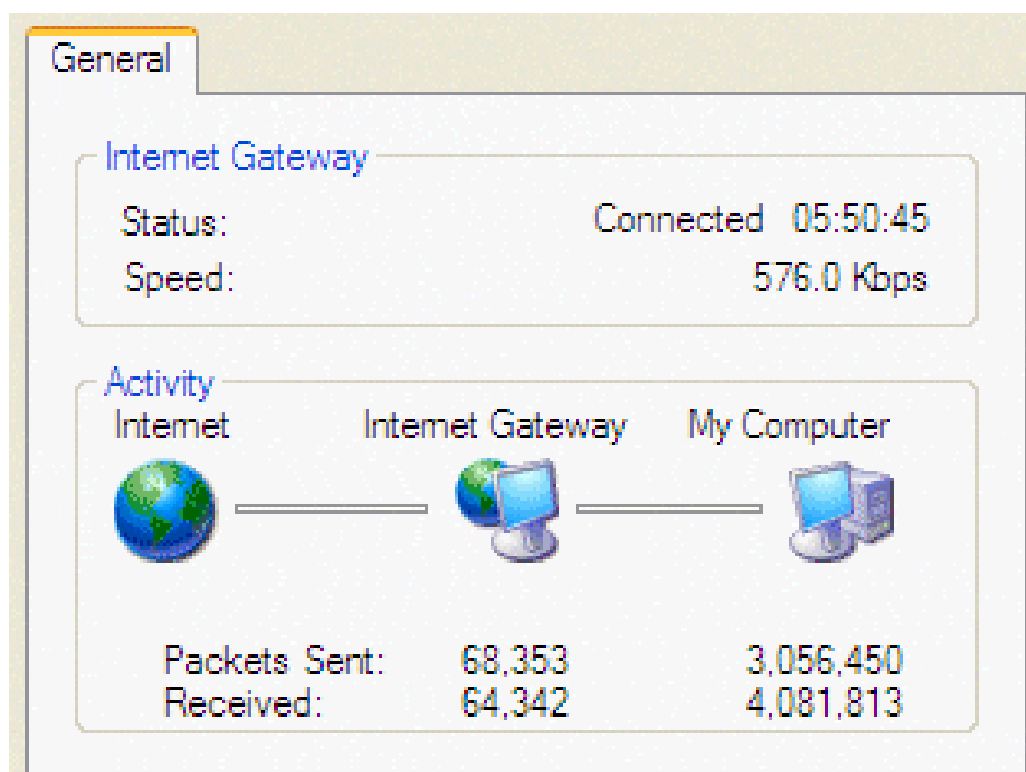 General
Internet Gateway
Status: Connected 05:50:45
Speed: 576.0 Kbps
Activity
Internet Internet Gateway My Computer
Packets Sent: 68,353 3,056,450
Received: 64,342 4,081,813